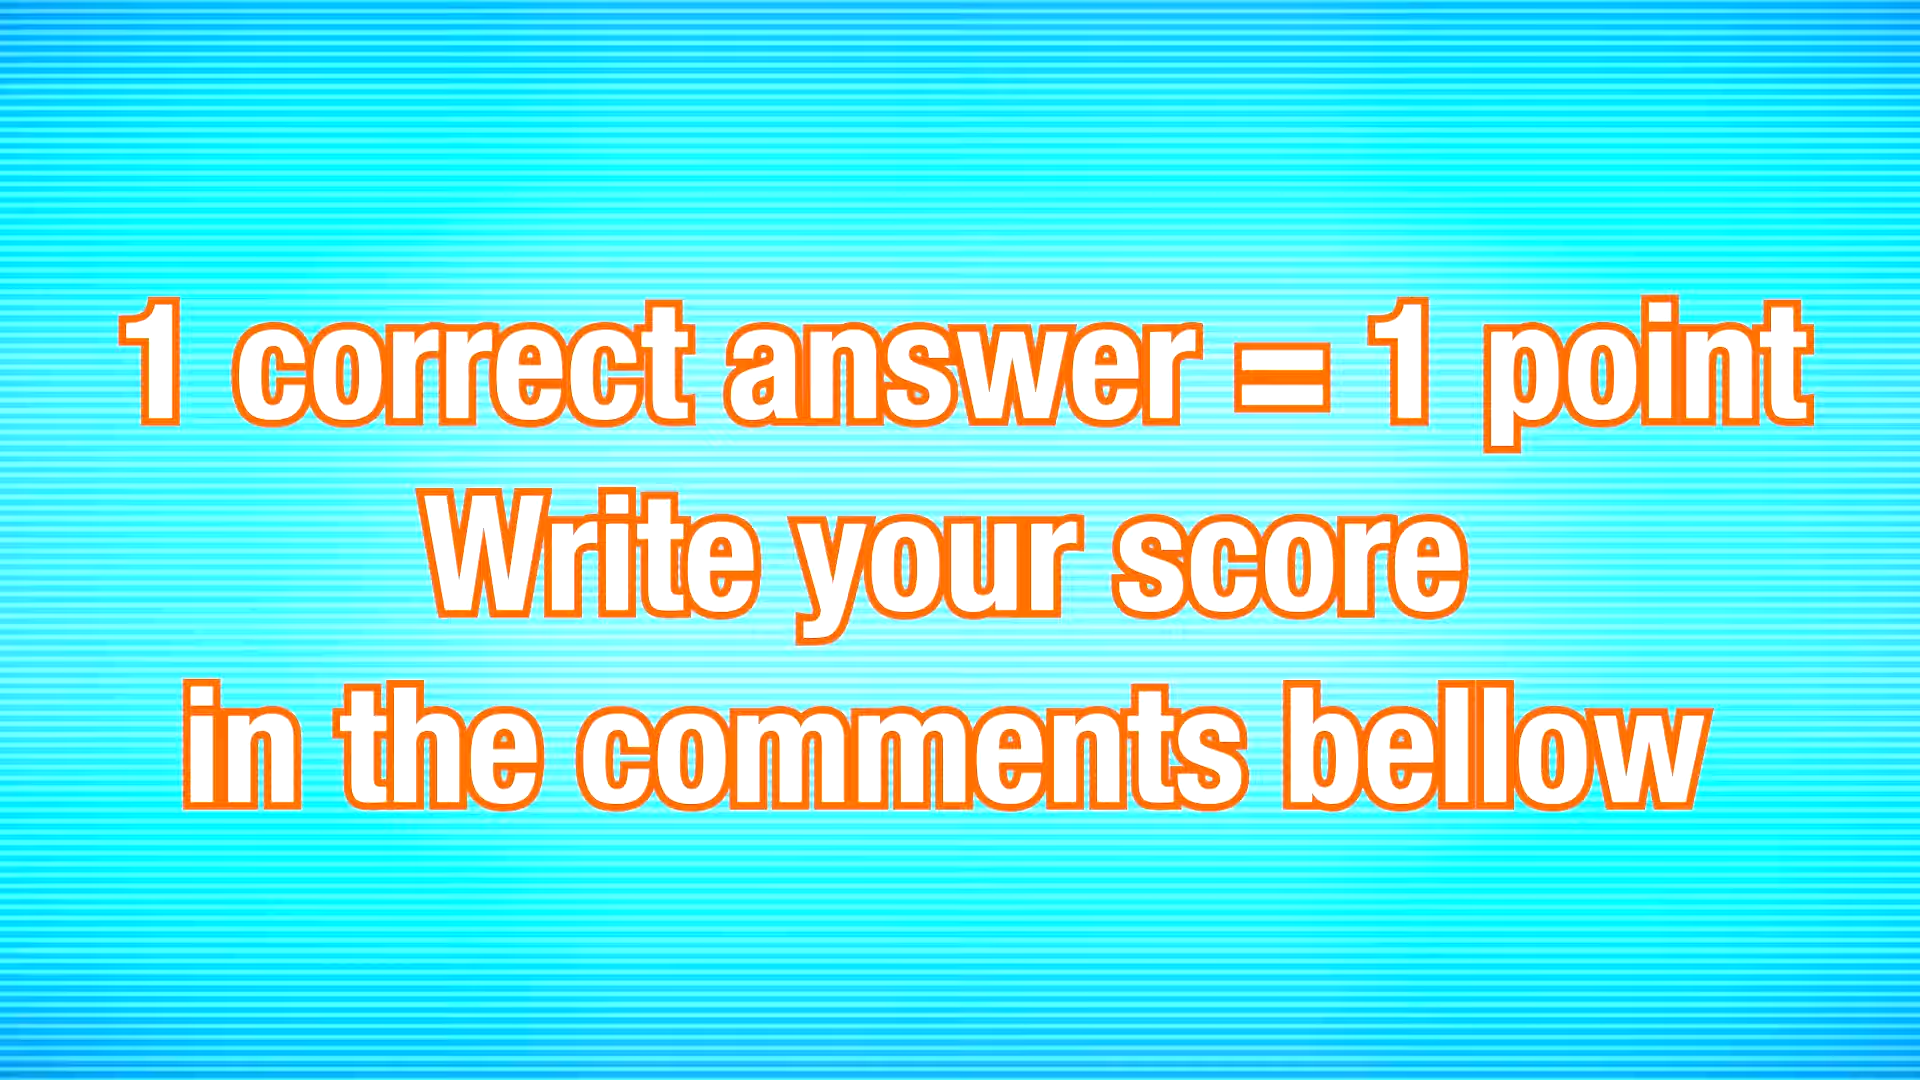 1 correct answer = 1 point
Write your score
in the comments bellow